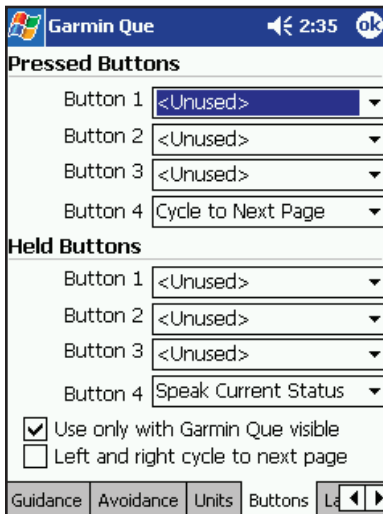 Garmin Que 2:35 ok
Pressed Buttons
Button 1 <Unused>
Button 2 <Unused>
Button 3 <Unused>
Button 4 Cycle to Next Page
Held Buttons
Button 1 <Unused>
Button 2 <Unused>
Button 3 <Unused>
Button 4 Speak Current Status
Use only with Garmin Que visible
Left and right cycle to next page
Guidance Avoidance Units Buttons